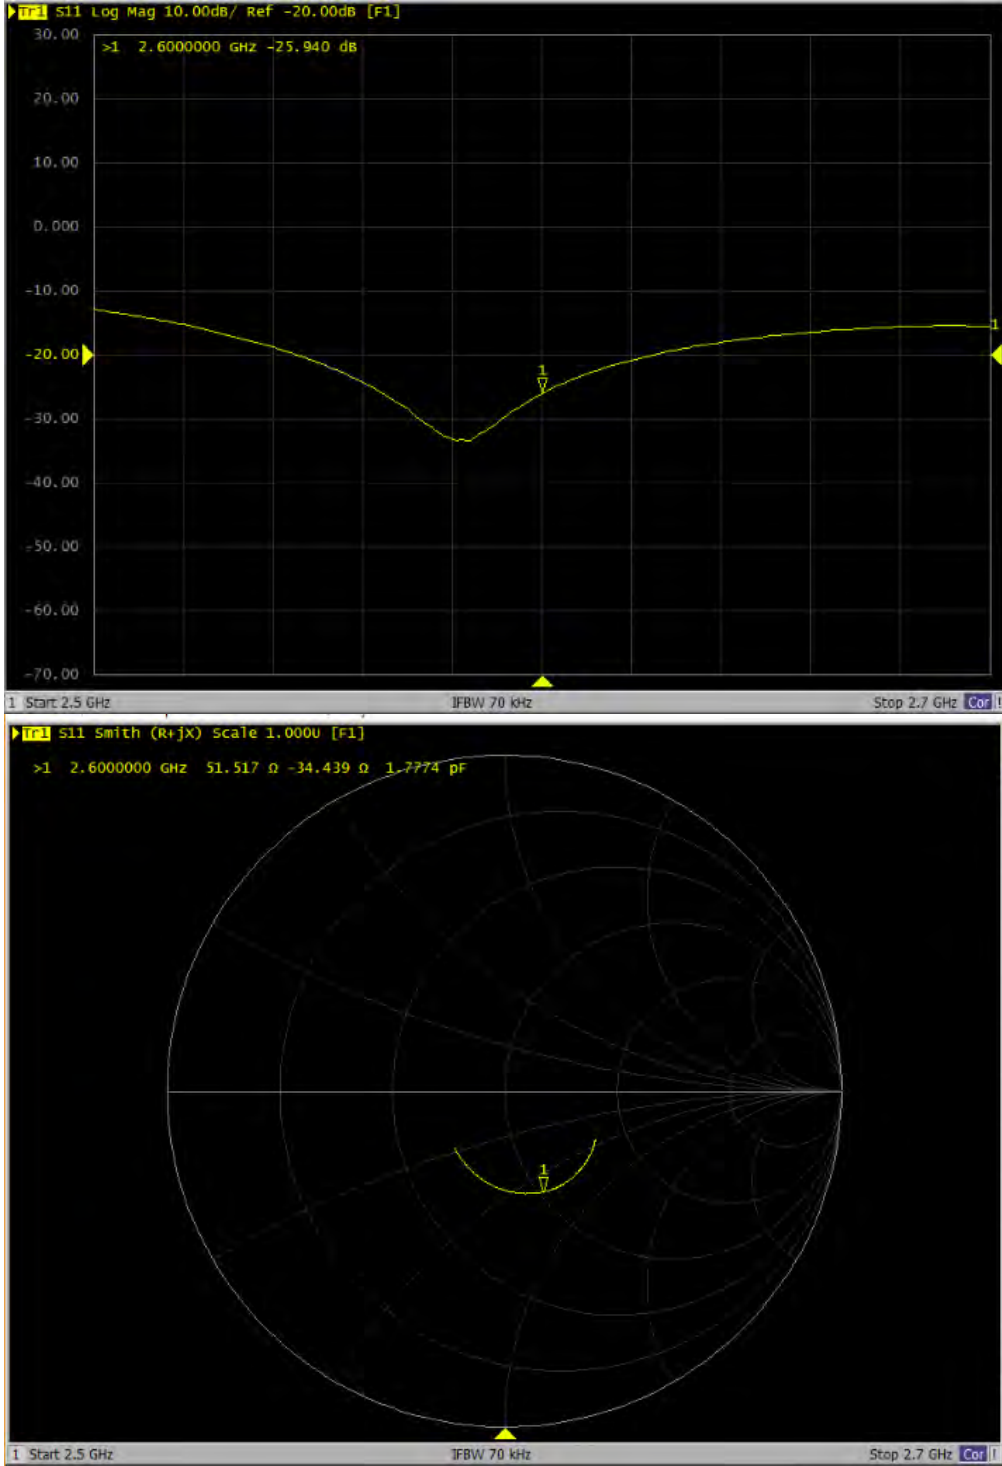 Tr1 S11 Log Mag 10.00dB/ Ref -20.00dB [F1]
30.00
>1 2.6000000 GHz -25.940 dB
20.00
10.00
0.000
-10.00
1
-20.00
1
-30.00
-40.00
-50.00
-60.00
-70.00
1 Start 2.5 GHz IFBW 70 kHz Stop 2.7 GHz Cor !
Tr1 S11 Smith (R+jX) Scale 1.000U [F1]
>1 2.6000000 GHz 51.517 Ω -34.439 Ω 1.7774 pF
1
1 Start 2.5 GHz IFBW 70 kHz Stop 2.7 GHz Cor !